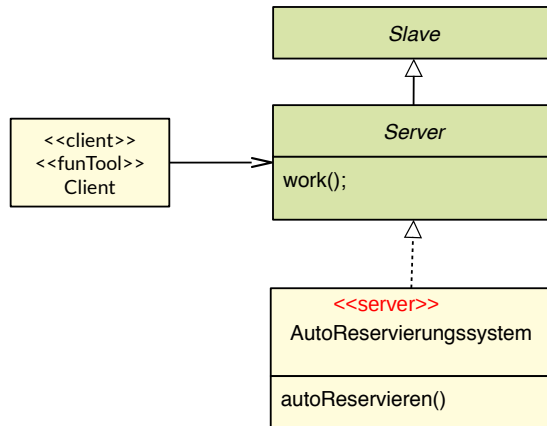 Slave
Server
<<client>>
<<funTool>>
Client
work();
<<server>>
AutoReservierungssystem
autoReservieren()